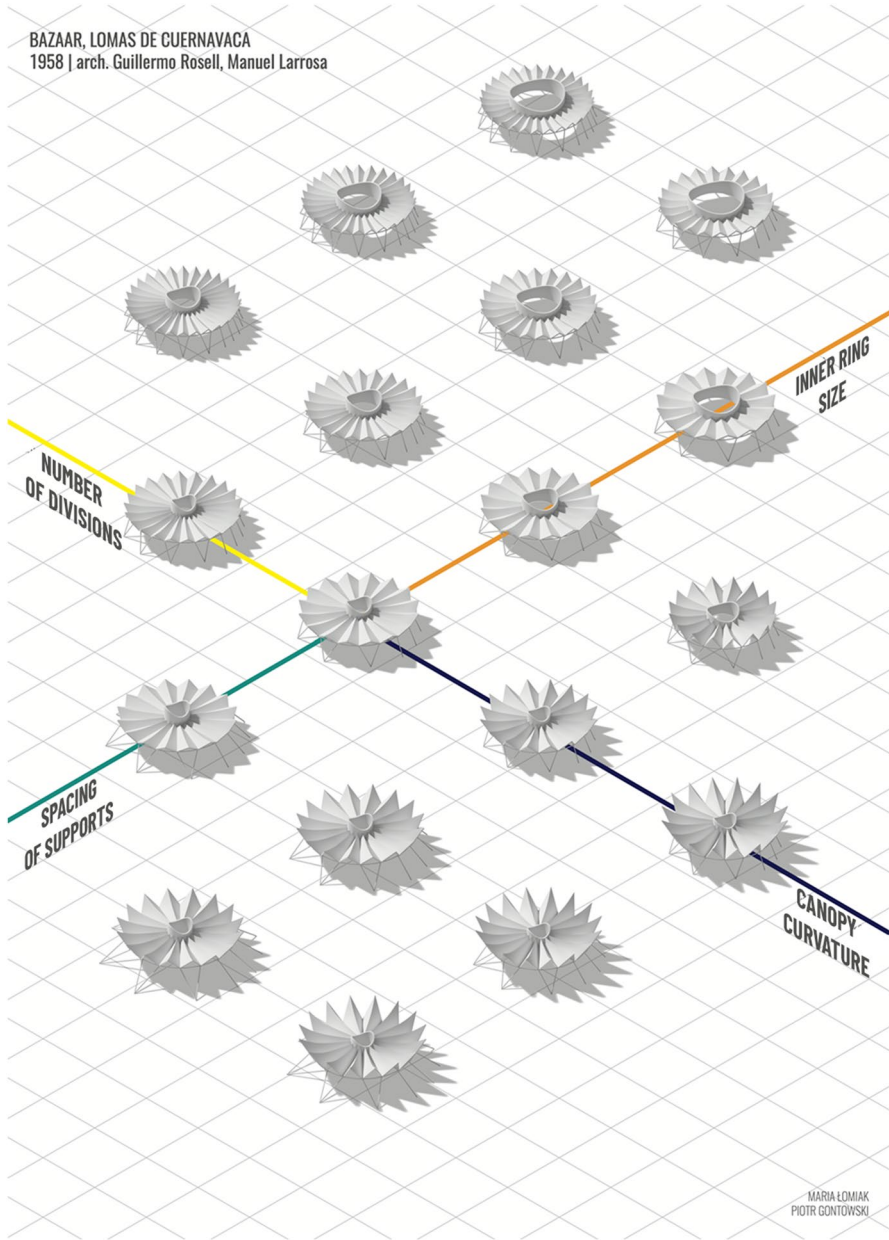 BAZAAR, LOMAS DE CUERNAVACA
1958 | arch. Guillermo Rosell, Manuel Larrosa
INNER RING
SIZE
NUMBER
OF DIVISIONS
SPACING
OF SUPPORTS
CANOPY
CURVATURE
MARIA ŁOMIAK
PIOTR GONTOWSKI